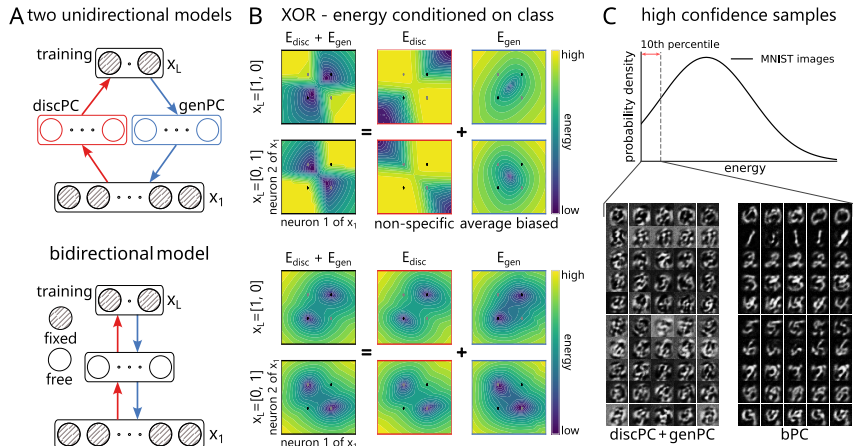 A two unidirectional models
training
x_L
discPC
genPC
x_1
bidirectional model
training
x_L
fixed
free
x_1
B XOR - energy conditioned on class
E_disc + E_gen
E_disc
E_gen
x_L=[1, 0]
=
+
high
energy
low
x_L=[0, 1]
neuron 2 of x_1
neuron 1 of x_1
non-specific
average biased
E_disc + E_gen
E_disc
E_gen
x_L=[1, 0]
=
+
high
energy
low
x_L=[0, 1]
neuron 2 of x_1
neuron 1 of x_1
C high confidence samples
10th percentile
MNIST images
probability density
energy
discPC + genPC
bPC